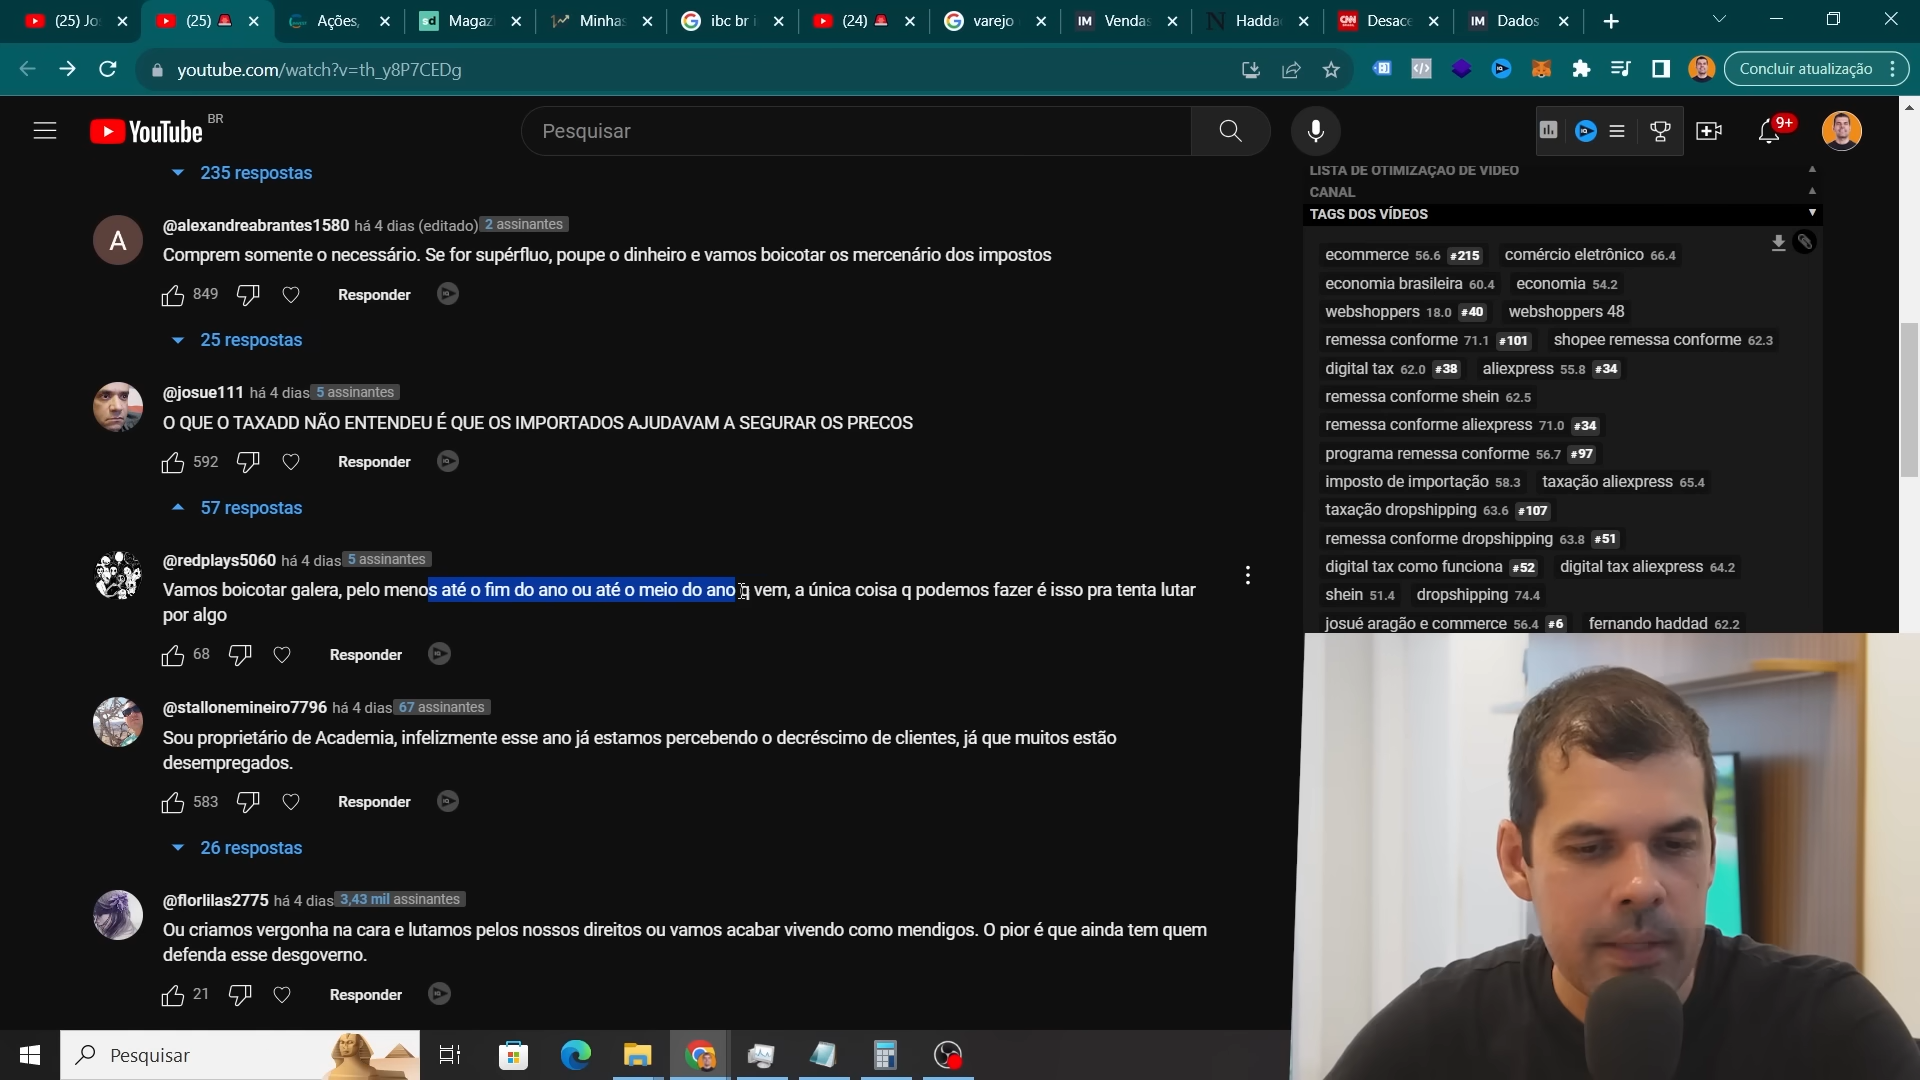 (25) Jo
(25)
Ações,
Magaz
Minhas
ibc br i
(24)
varejo
IM Vendas
Hadda
CNN Desace
IM Dados
youtube.com/watch?v=th_y8P7CEDg
Concluir atualização
YouTube BR
Pesquisar
9+
235 respostas
@alexandreabrantes1580 há 4 dias (editado) 2 assinantes
Comprem somente o necessário. Se for supérfluo, poupe o dinheiro e vamos boicotar os mercenário dos impostos
849 Responder
25 respostas
@josue111 há 4 dias 5 assinantes
O QUE O TAXADD NÃO ENTENDEU É QUE OS IMPORTADOS AJUDAVAM A SEGURAR OS PRECOS
592 Responder
57 respostas
@redplays5060 há 4 dias 5 assinantes
Vamos boicotar galera, pelo menos até o fim do ano ou até o meio do ano q vem, a única coisa q podemos fazer é isso pra tenta lutar
por algo
68 Responder
@stallonemineiro7796 há 4 dias 67 assinantes
Sou proprietário de Academia, infelizmente esse ano já estamos percebendo o decréscimo de clientes, já que muitos estão
desempregados.
583 Responder
26 respostas
@florlilas2775 há 4 dias 3,43 mil assinantes
Ou criamos vergonha na cara e lutamos pelos nossos direitos ou vamos acabar vivendo como mendigos. O pior é que ainda tem quem
defenda esse desgoverno.
21 Responder
LISTA DE OTIMIZAÇÃO DE VÍDEO
CANAL
TAGS DOS VÍDEOS
ecommerce 56.6 #215 comércio eletrônico 66.4
economia brasileira 60.4 economia 54.2
webshoppers 18.0 #40 webshoppers 48
remessa conforme 71.1 #101 shopee remessa conforme 62.3
digital tax 62.0 #38 aliexpress 55.8 #34
remessa conforme shein 62.5
remessa conforme aliexpress 71.0 #34
programa remessa conforme 56.7 #97
imposto de importação 58.3 taxação aliexpress 65.4
taxação dropshipping 63.6 #107
remessa conforme dropshipping 63.8 #51
digital tax como funciona #52 digital tax aliexpress 64.2
shein 51.4 dropshipping 74.4
josué aragão e commerce 56.4 #6 fernando haddad 62.2
Pesquisar